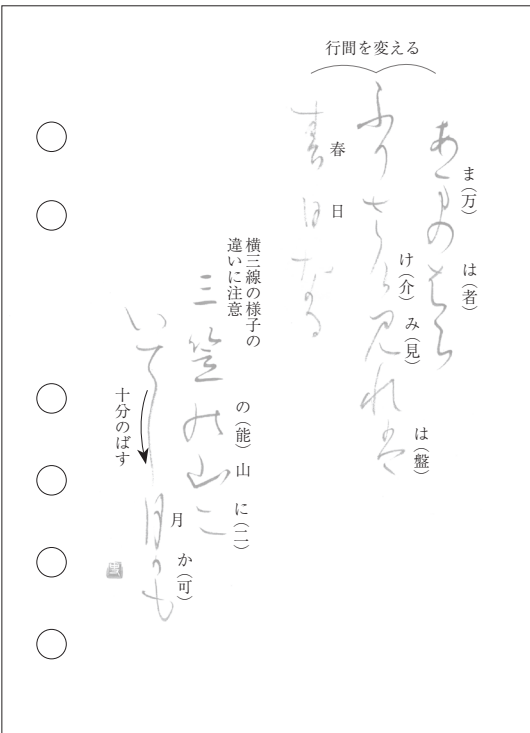 行間を変える
あまのはら
ま(万)
は(者)
ふりさけ見れは
け(介)
み(見)
は(盤)
春日なる
春
日
横三線の様子の
違いに注意
三笠の山に
の(能)
山
に(二)
いてし月かも
十分のばす
月
か(可)